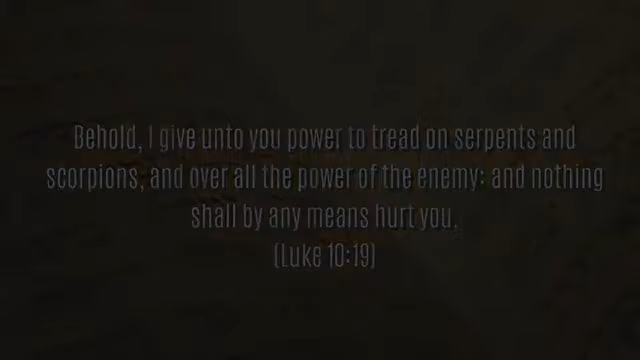 Behold, I give unto you power to tread on serpents and
scorpions, and over all the power of the enemy: and nothing
shall by any means hurt you.
(Luke 10:19)